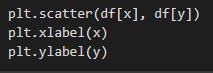 plt.scatter(df[x], df[y])
plt.xlabel(x)
plt.ylabel(y)